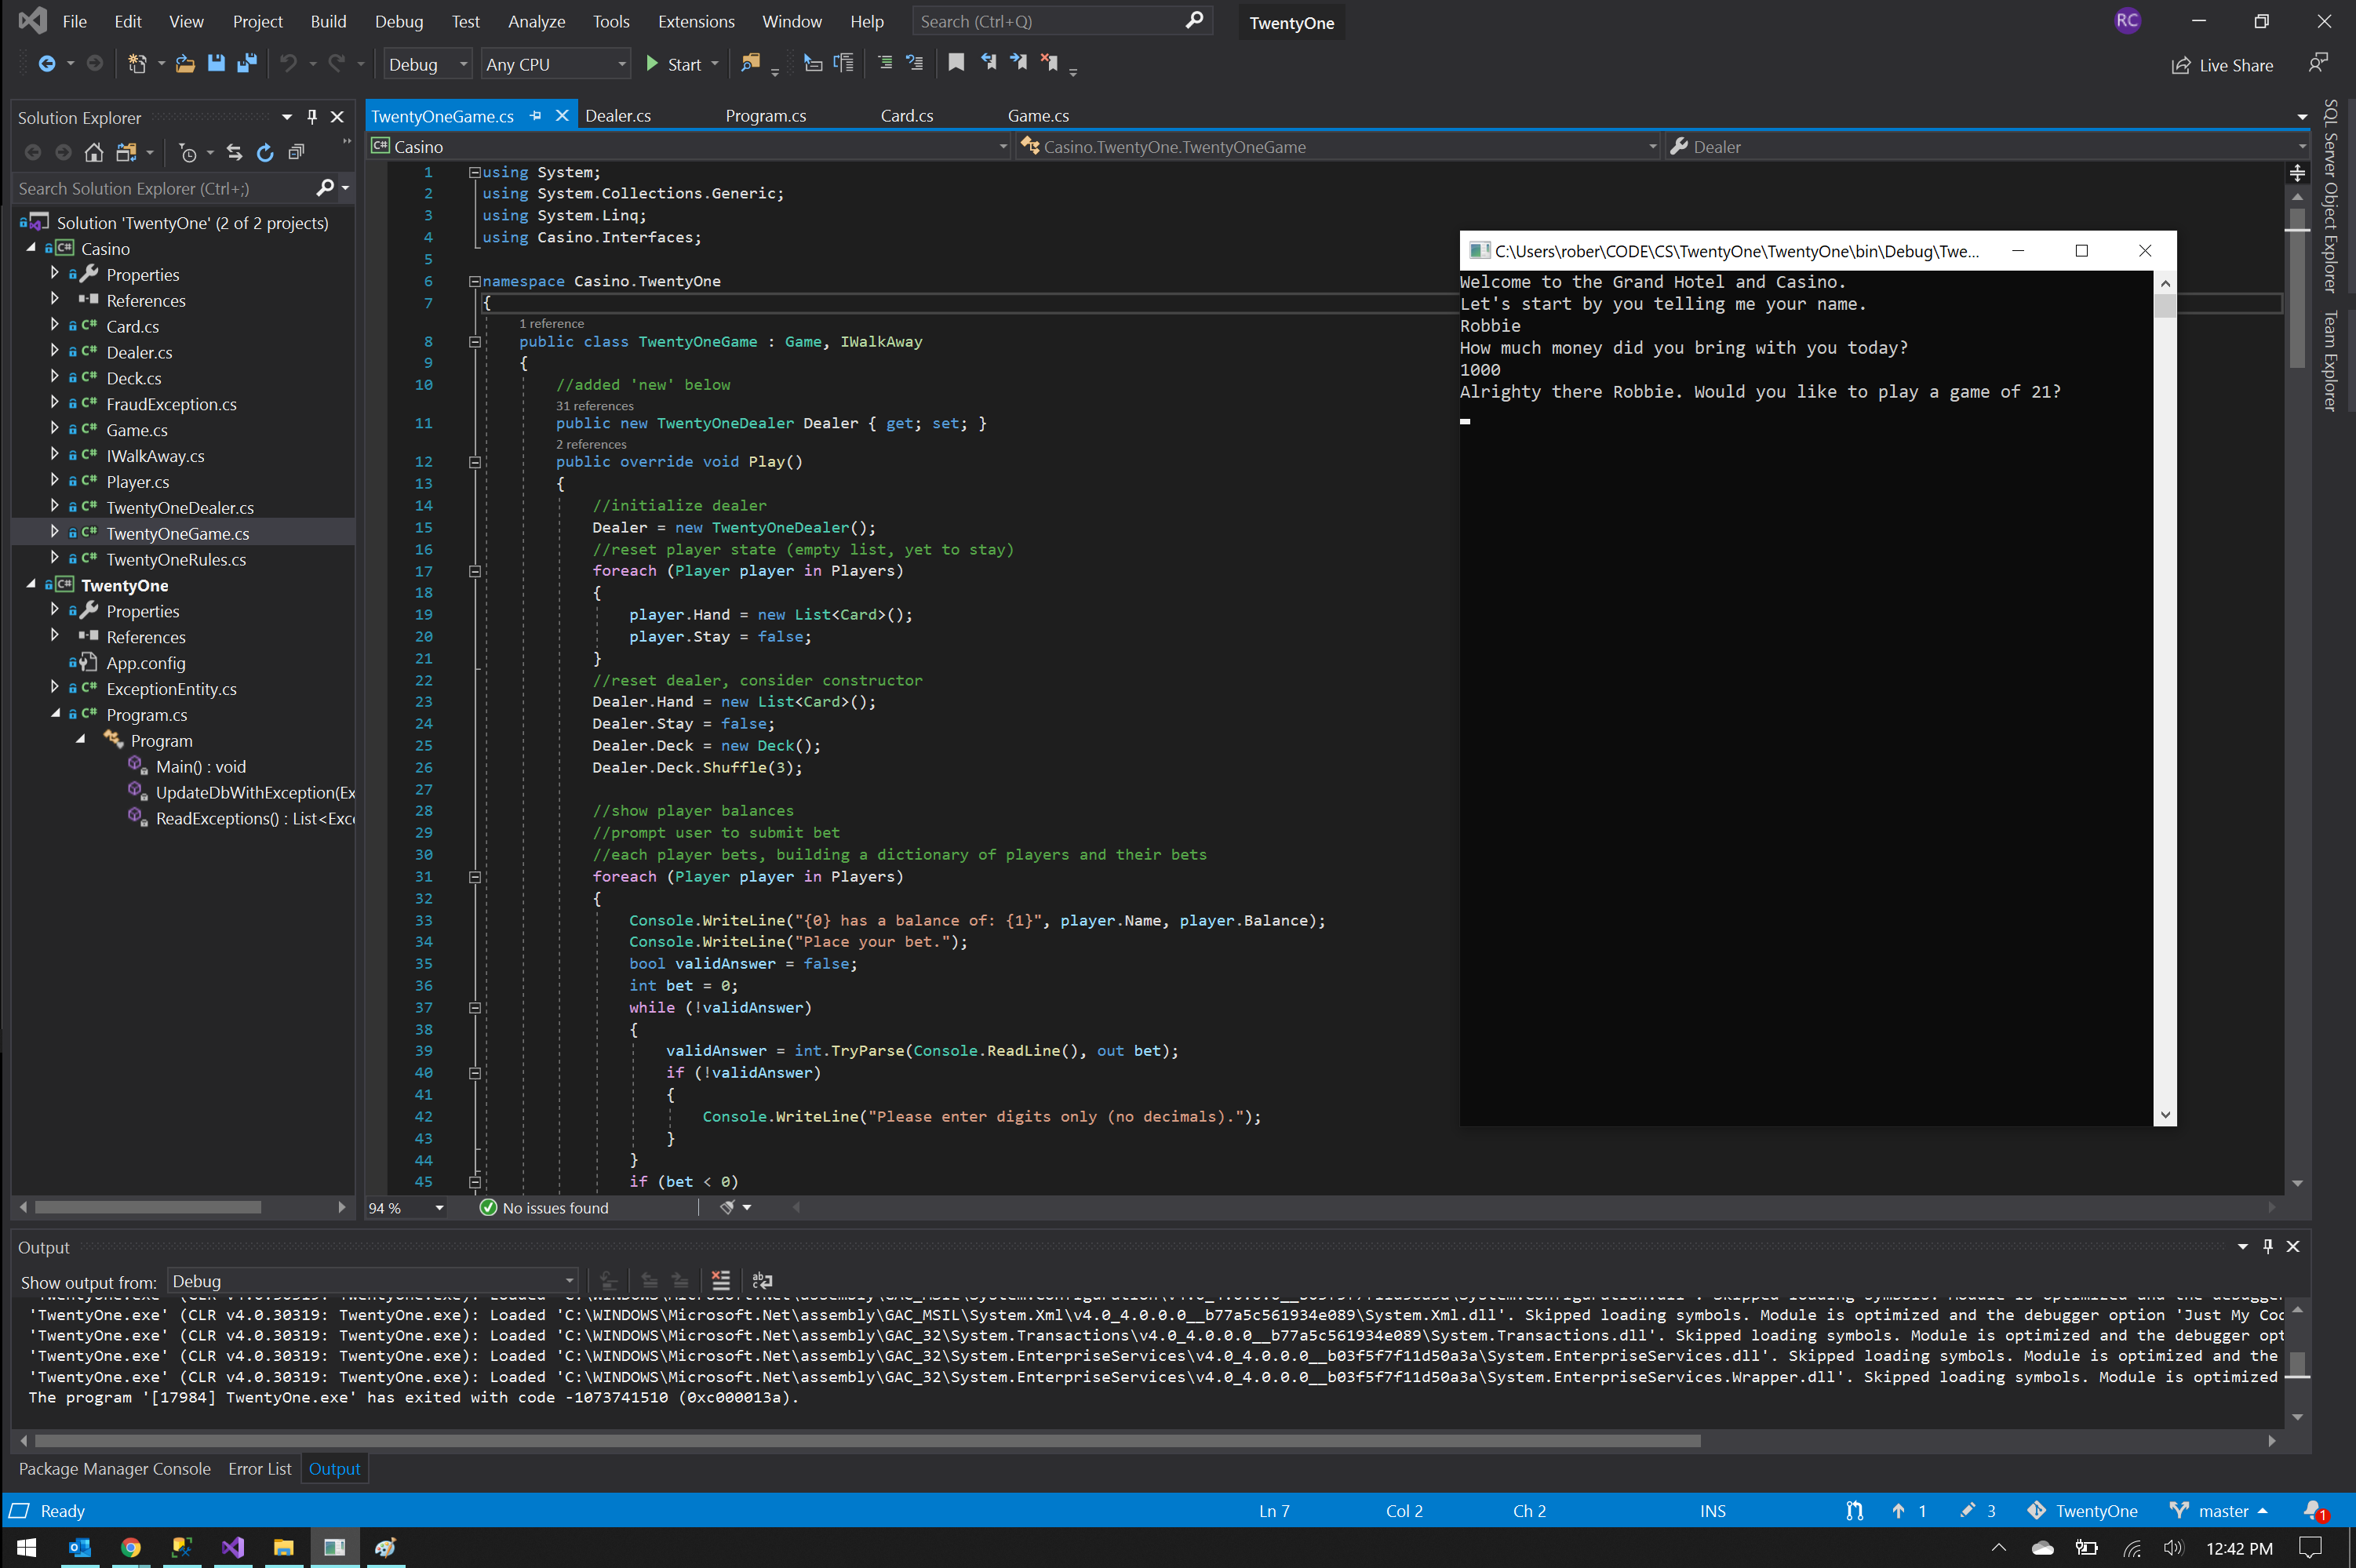 File Edit View Project Build Debug Test Analyze Tools Extensions Window Help Search (Ctrl+Q) TwentyOne RC
Debug Any CPU Start Live Share
Solution Explorer
Search Solution Explorer (Ctrl+;)
Solution 'TwentyOne' (2 of 2 projects)
C# Casino
Properties
References
C# Card.cs
C# Dealer.cs
C# Deck.cs
C# FraudException.cs
C# Game.cs
C# IWalkAway.cs
C# Player.cs
C# TwentyOneDealer.cs
C# TwentyOneGame.cs
C# TwentyOneRules.cs
C# TwentyOne
Properties
References
App.config
C# ExceptionEntity.cs
C# Program.cs
Program
Main() : void
UpdateDbWithException(Ex
ReadExceptions() : List<Exce
TwentyOneGame.cs Dealer.cs Program.cs Card.cs Game.cs
C# Casino Casino.TwentyOne.TwentyOneGame Dealer
1 using System;
2 using System.Collections.Generic;
3 using System.Linq;
4 using Casino.Interfaces;
5
6 namespace Casino.TwentyOne
7 {
1 reference
8 public class TwentyOneGame : Game, IWalkAway
9 {
10 //added 'new' below
31 references
11 public new TwentyOneDealer Dealer { get; set; }
2 references
12 public override void Play()
13 {
14 //initialize dealer
15 Dealer = new TwentyOneDealer();
16 //reset player state (empty list, yet to stay)
17 foreach (Player player in Players)
18 {
19 player.Hand = new List<Card>();
20 player.Stay = false;
21 }
22 //reset dealer, consider constructor
23 Dealer.Hand = new List<Card>();
24 Dealer.Stay = false;
25 Dealer.Deck = new Deck();
26 Dealer.Deck.Shuffle(3);
27
28 //show player balances
29 //prompt user to submit bet
30 //each player bets, building a dictionary of players and their bets
31 foreach (Player player in Players)
32 {
33 Console.WriteLine("{0} has a balance of: {1}", player.Name, player.Balance);
34 Console.WriteLine("Place your bet.");
35 bool validAnswer = false;
36 int bet = 0;
37 while (!validAnswer)
38 {
39 validAnswer = int.TryParse(Console.ReadLine(), out bet);
40 if (!validAnswer)
41 {
42 Console.WriteLine("Please enter digits only (no decimals).");
43 }
44 }
45 if (bet < 0)
94 % No issues found
C:\Users\rober\CODE\CS\TwentyOne\TwentyOne\bin\Debug\Twe...
Welcome to the Grand Hotel and Casino.
Let's start by you telling me your name.
Robbie
How much money did you bring with you today?
1000
Alrighty there Robbie. Would you like to play a game of 21?
SQL Server Object Explorer
Team Explorer
Output
Show output from: Debug
'TwentyOne.exe' (CLR v4.0.30319: TwentyOne.exe): Loaded 'C:\WINDOWS\Microsoft.Net\assembly\GAC_MSIL\System.Xml\v4.0_4.0.0.0__b77a5c561934e089\System.Xml.dll'. Skipped loading symbols. Module is optimized and the debugger option 'Just My Coc
'TwentyOne.exe' (CLR v4.0.30319: TwentyOne.exe): Loaded 'C:\WINDOWS\Microsoft.Net\assembly\GAC_32\System.Transactions\v4.0_4.0.0.0__b77a5c561934e089\System.Transactions.dll'. Skipped loading symbols. Module is optimized and the debugger opt
'TwentyOne.exe' (CLR v4.0.30319: TwentyOne.exe): Loaded 'C:\WINDOWS\Microsoft.Net\assembly\GAC_32\System.EnterpriseServices\v4.0_4.0.0.0__b03f5f7f11d50a3a\System.EnterpriseServices.dll'. Skipped loading symbols. Module is optimized and the
'TwentyOne.exe' (CLR v4.0.30319: TwentyOne.exe): Loaded 'C:\WINDOWS\Microsoft.Net\assembly\GAC_32\System.EnterpriseServices\v4.0_4.0.0.0__b03f5f7f11d50a3a\System.EnterpriseServices.Wrapper.dll'. Skipped loading symbols. Module is optimized
The program '[17984] TwentyOne.exe' has exited with code -1073741510 (0xc000013a).
Package Manager Console Error List Output
Ready Ln 7 Col 2 Ch 2 INS 1 3 TwentyOne master 1
12:42 PM